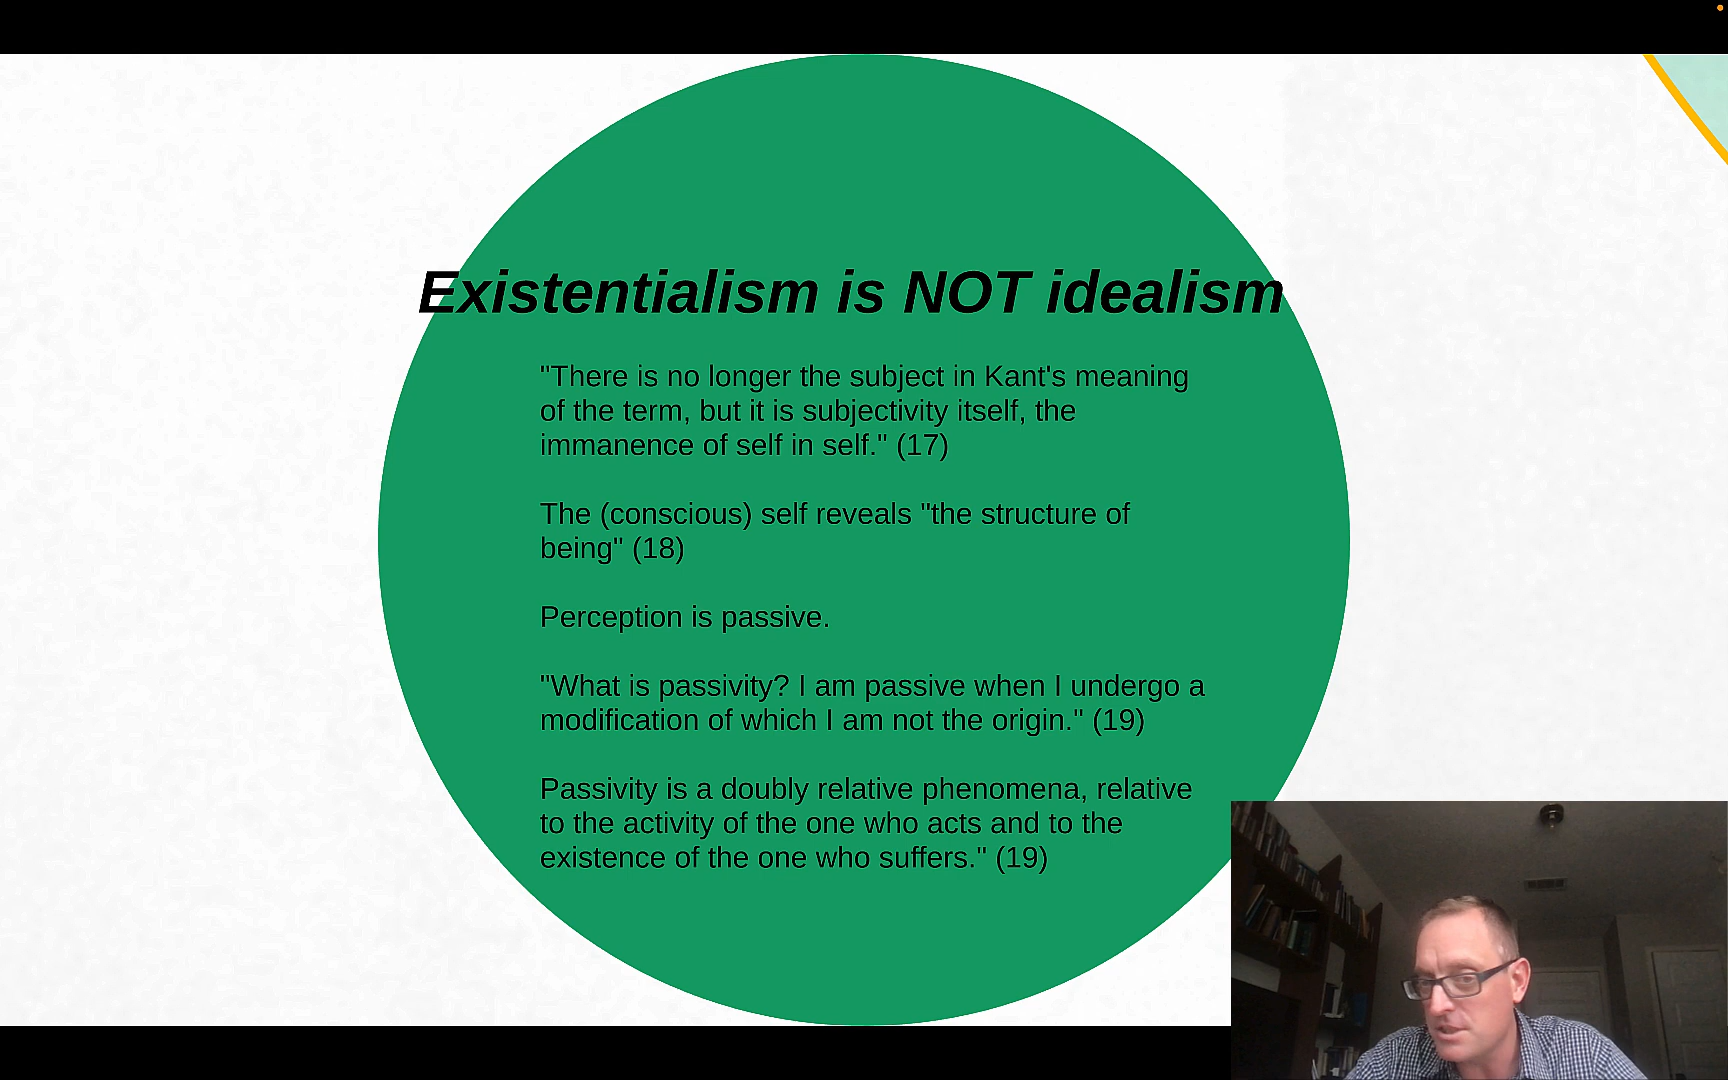 Existentialism is NOT idealism
"There is no longer the subject in Kant's meaning
of the term, but it is subjectivity itself, the
immanence of self in self." (17)
The (conscious) self reveals "the structure of
being" (18)
Perception is passive.
"What is passivity? I am passive when I undergo a
modification of which I am not the origin." (19)
Passivity is a doubly relative phenomena, relative
to the activity of the one who acts and to the
existence of the one who suffers." (19)